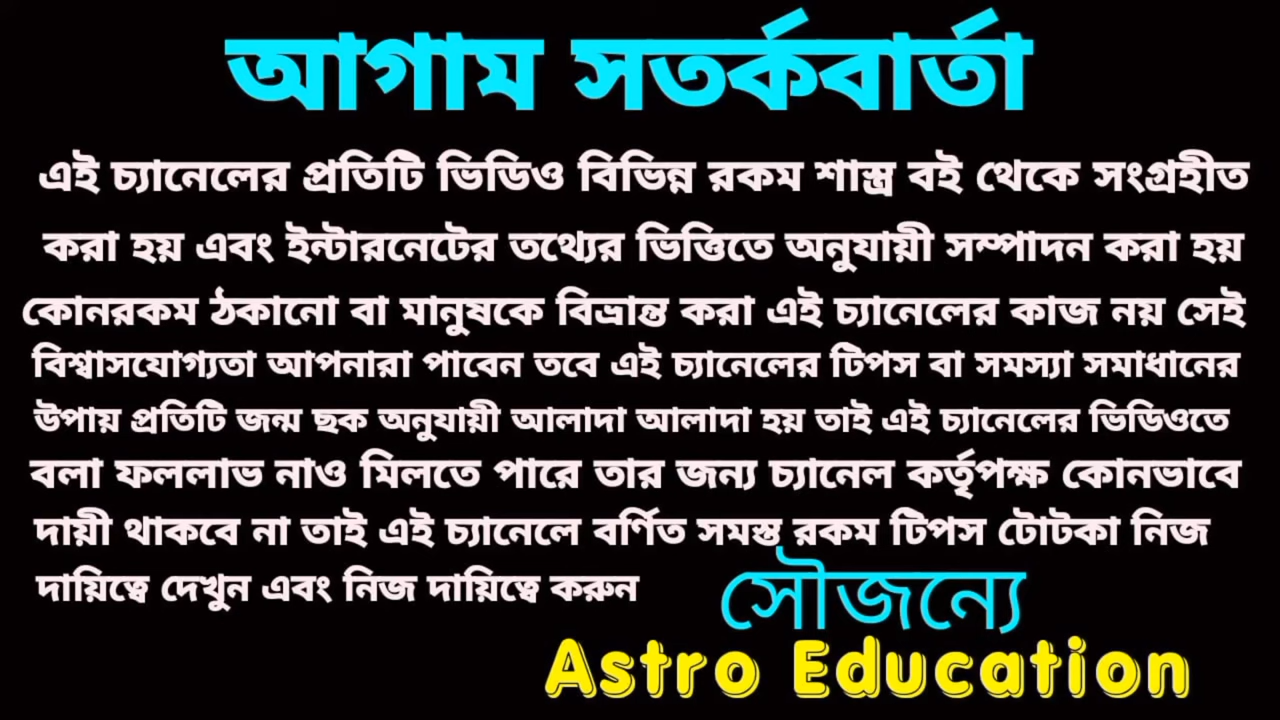 আগাম সতর্কবার্তা
এই চ্যানেলের প্রতিটি ভিডিও বিভিন্ন রকম শাস্ত্র বই থেকে সংগ্রহীত
করা হয় এবং ইন্টারনেটের তথ্যের ভিত্তিতে অনুযায়ী সম্পাদন করা হয়
কোনরকম ঠকানো বা মানুষকে বিভ্রান্ত করা এই চ্যানেলের কাজ নয় সেই
বিশ্বাসযোগ্যতা আপনারা পাবেন তবে এই চ্যানেলের টিপস বা সমস্যা সমাধানের
উপায় প্রতিটি জন্ম ছক অনুযায়ী আলাদা আলাদা হয় তাই এই চ্যানেলের ভিডিওতে
বলা ফললাভ নাও মিলতে পারে তার জন্য চ্যানেল কর্তৃপক্ষ কোনভাবে
দায়ী থাকবে না তাই এই চ্যানেলে বর্ণিত সমস্ত রকম টিপস টোটকা নিজ
দায়িত্বে দেখুন এবং নিজ দায়িত্বে করুন
সৌজন্যে
Astro Education